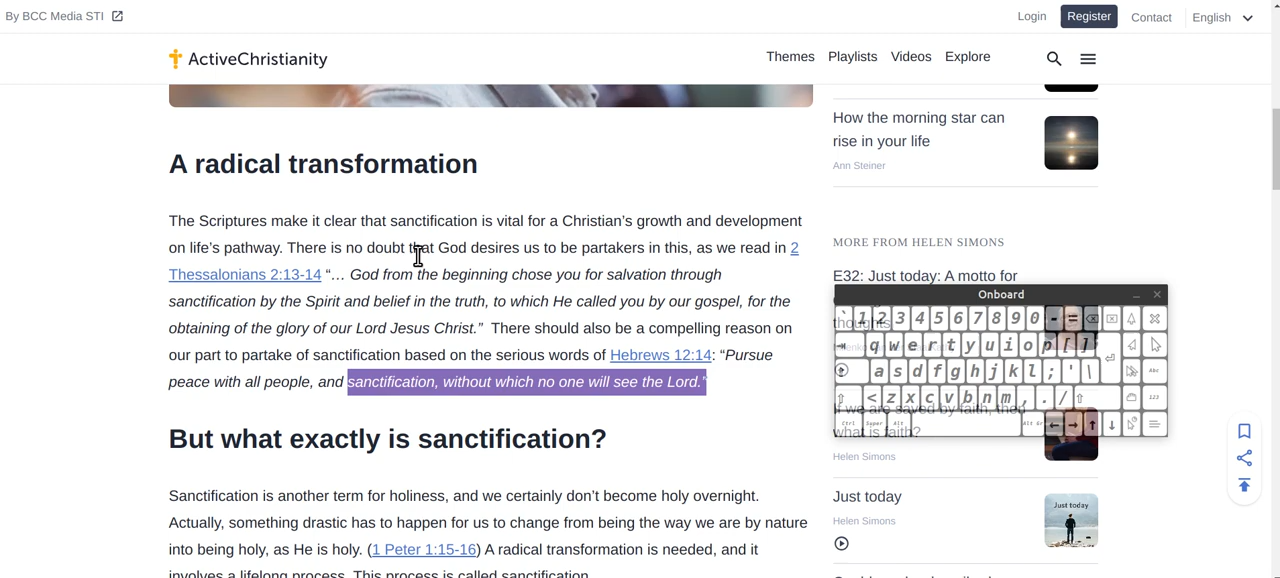 By BCC Media STI
Login Register Contact English
ActiveChristianity
Themes Playlists Videos Explore
A radical transformation
The Scriptures make it clear that sanctification is vital for a Christian’s growth and development
on life’s pathway. There is no doubt that God desires us to be partakers in this, as we read in 2
Thessalonians 2:13-14 “… God from the beginning chose you for salvation through
sanctification by the Spirit and belief in the truth, to which He called you by our gospel, for the
obtaining of the glory of our Lord Jesus Christ.” There should also be a compelling reason on
our part to partake of sanctification based on the serious words of Hebrews 12:14: “Pursue
peace with all people, and sanctification, without which no one will see the Lord.”
But what exactly is sanctification?
Sanctification is another term for holiness, and we certainly don’t become holy overnight.
Actually, something drastic has to happen for us to change from being the way we are by nature
into being holy, as He is holy. (1 Peter 1:15-16) A radical transformation is needed, and it
involves a lifelong process. This process is called sanctification.
How the morning star can
rise in your life
Ann Steiner
MORE FROM HELEN SIMONS
E32: Just today: A motto for
thoughts
Onboard
` 1 2 3 4 5 6 7 8 9 0 - =
q w e r t y u i o p [ ]
a s d f g h j k l ; ' \
Abc
< z x c v b n m , . /
123
Ctrl Super Alt Alt Gr
If we are saved by faith, then
what is faith?
Helen Simons
Just today
Helen Simons
Just today